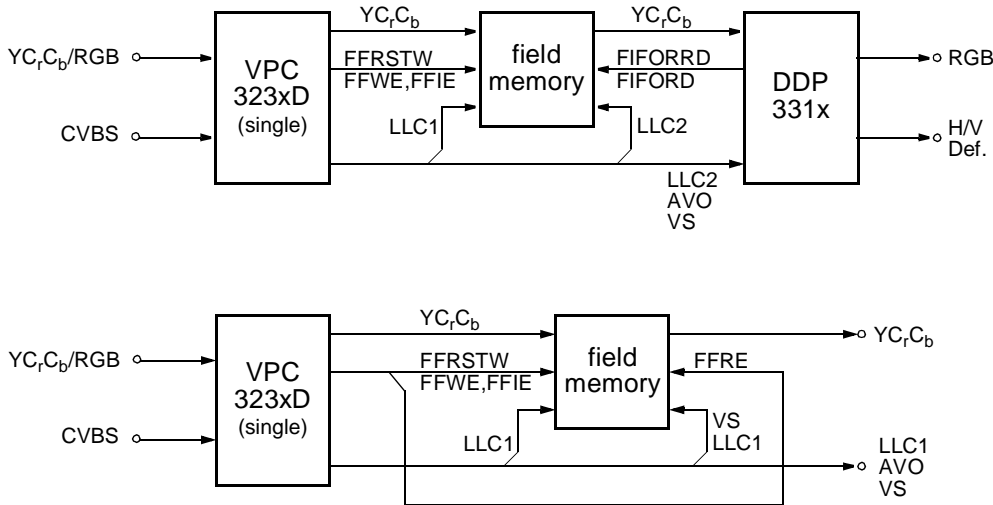 YCrCb
YCrCb
YCrCb/RGB
VPC
323xD
(single)
FFRSTW
FFWE,FFIE
field
memory
FIFORRD
FIFORD
DDP
331x
RGB
CVBS
LLC1
LLC2
H/V
Def.
LLC2
AVO
VS
YCrCb
YCrCb
YCrCb/RGB
VPC
323xD
(single)
FFRSTW
FFWE,FFIE
field
memory
FFRE
CVBS
LLC1
VS
LLC1
LLC1
AVO
VS